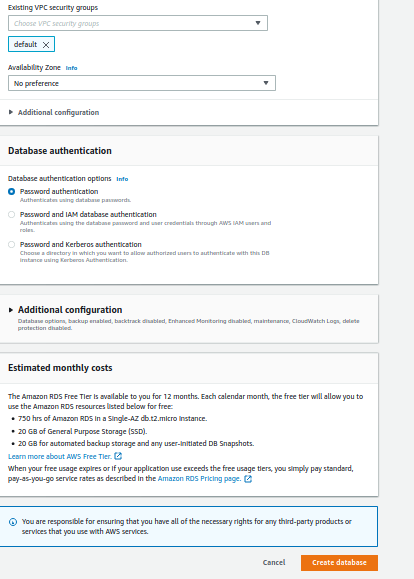 Existing VPC security groups
Choose VPC security groups
default
Availability Zone Info
No preference
Additional configuration
Database authentication
Database authentication options Info
Password authentication
Authenticates using database passwords.
Password and IAM database authentication
Authenticates using the database password and user credentials through AWS IAM users and
roles.
Password and Kerberos authentication
Choose a directory in which you want to allow authorized users to authenticate with this DB
instance using Kerberos Authentication.
Additional configuration
Database options, backup enabled, backtrack disabled, Enhanced Monitoring disabled, maintenance, CloudWatch Logs, delete
protection disabled.
Estimated monthly costs
The Amazon RDS Free Tier is available to you for 12 months. Each calendar month, the free tier will allow you to
use the Amazon RDS resources listed below for free:
• 750 hrs of Amazon RDS in a Single-AZ db.t2.micro Instance.
• 20 GB of General Purpose Storage (SSD).
• 20 GB for automated backup storage and any user-initiated DB Snapshots.
Learn more about AWS Free Tier.
When your free usage expires or if your application use exceeds the free usage tiers, you simply pay standard,
pay-as-you-go service rates as described in the Amazon RDS Pricing page.
You are responsible for ensuring that you have all of the necessary rights for any third-party products or
services that you use with AWS services.
Cancel
Create database